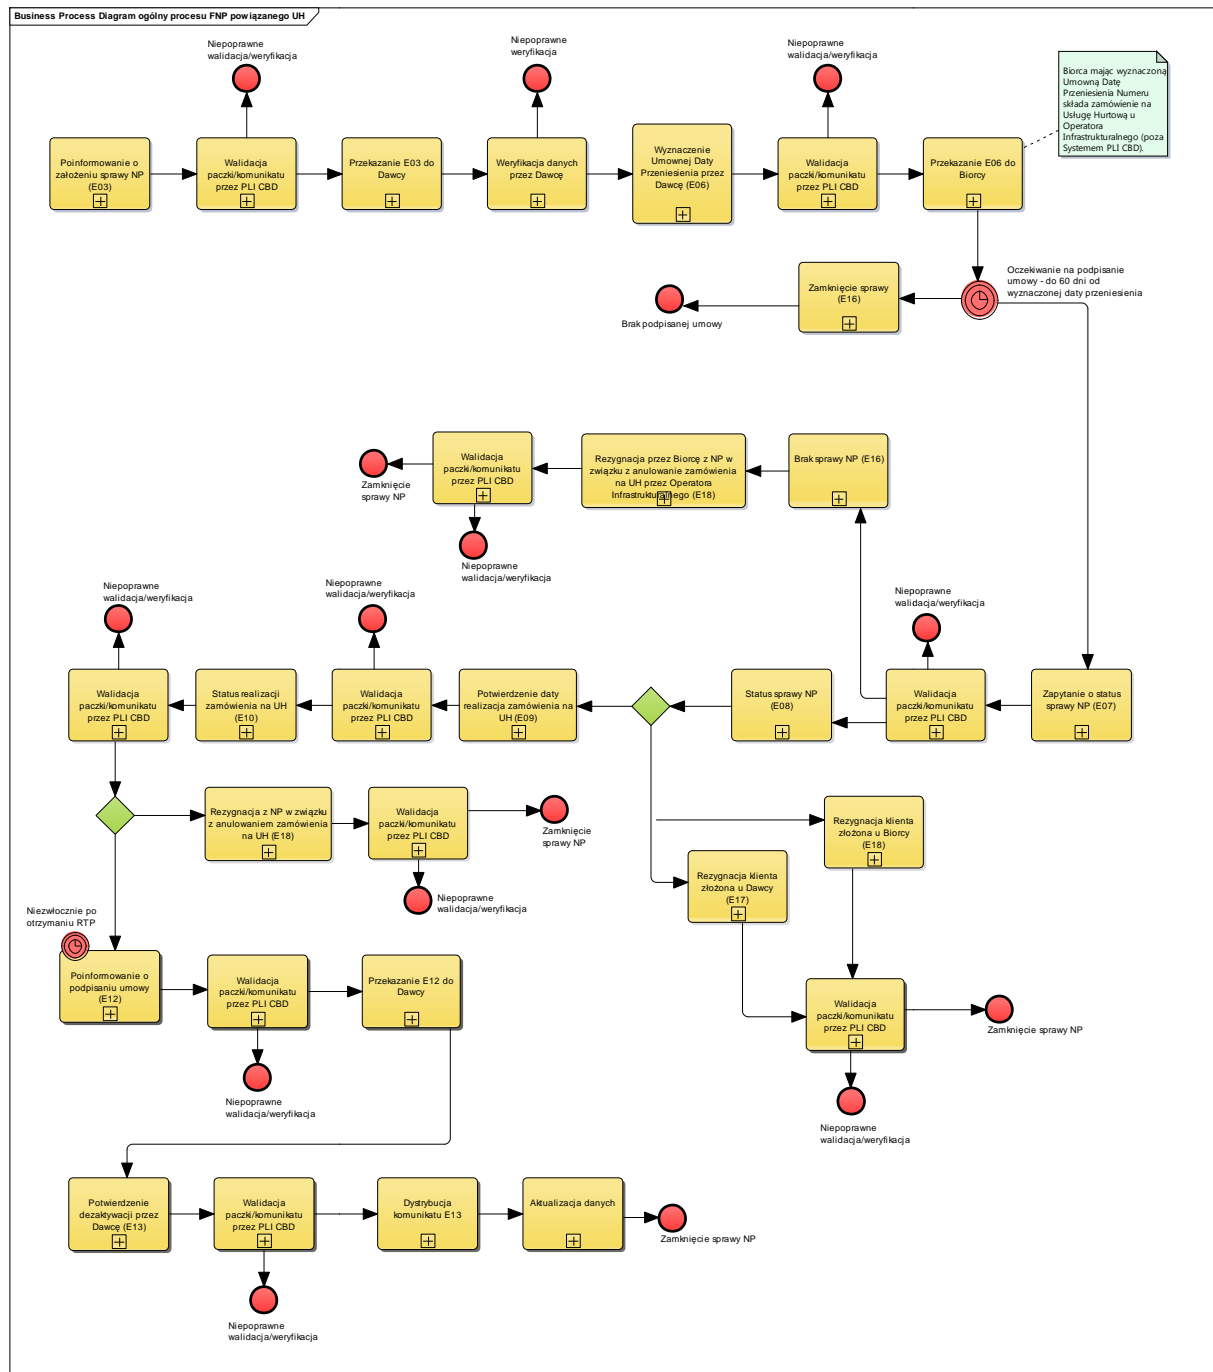 Business Process Diagram ogólny procesu FNP powiązanego UH
Niepoprawne
walidacja/weryfikacja
Niepoprawne
weryfikacja
Niepoprawne
walidacja/weryfikacja
Biorca mając wyznaczoną
Umowną Datę
Przeniesienia Numeru
składa zamówienie na
Usługę Hurtową u
Operatora
Infrastrukturalnego (poza
Systemem PLI CBD).
Poinformowanie o
założeniu sprawy NP
(E03)
Walidacja
paczki/komunikatu
przez PLI CBD
Przekazanie E03 do
Dawcy
Weryfikacja danych
przez Dawcę
Wyznaczenie
Umownej Daty
Przeniesienia przez
Dawcę (E06)
Walidacja
paczki/komunikatu
przez PLI CBD
Przekazanie E06 do
Biorcy
Oczekiwanie na podpisanie
umowy - do 60 dni od
wyznaczonej daty przeniesienia
Zamknięcie sprawy
(E16)
Brak podpisanej umowy
Walidacja
paczki/komunikatu
przez PLI CBD
Rezygnacja przez Biorcę z NP w
związku z anulowanie zamówienia
na UH przez Operatora
Infrastrukturalnego (E18)
Brak sprawy NP (E16)
Zamknięcie
sprawy NP
Niepoprawne
walidacja/weryfikacja
Niepoprawne
walidacja/weryfikacja
Niepoprawne
walidacja/weryfikacja
Niepoprawne
walidacja/weryfikacja
Walidacja
paczki/komunikatu
przez PLI CBD
Status realizacji
zamówienia na UH
(E10)
Walidacja
paczki/komunikatu
przez PLI CBD
Potwierdzenie daty
realizacja zamówienia na
UH (E09)
Status sprawy NP
(E08)
Walidacja
paczki/komunikatu
przez PLI CBD
Zapytanie o status
sprawy NP (E07)
Rezygnacja z NP w związku
z anulowaniem zamówienia
na UH (E18)
Walidacja
paczki/komunikatu
przez PLI CBD
Zamknięcie
sprawy NP
Niepoprawne
walidacja/weryfikacja
Rezygnacja klienta
złożona u Biorcy
(E18)
Rezygnacja klienta
złożona u Dawcy
(E17)
Niezwłocznie po
otrzymaniu RTP
Poinformowanie o
podpisaniu umowy
(E12)
Walidacja
paczki/komunikatu
przez PLI CBD
Przekazanie E12 do
Dawcy
Walidacja
paczki/komunikatu
przez PLI CBD
Zamknięcie sprawy NP
Niepoprawne
walidacja/weryfikacja
Niepoprawne
walidacja/weryfikacja
Potwierdzenie
dezaktywacji przez
Dawcę (E13)
Walidacja
paczki/komunikatu
przez PLI CBD
Dystrybucja
komunikatu E13
Aktualizacja danych
Zamknięcie sprawy NP
Niepoprawne
walidacja/weryfikacja